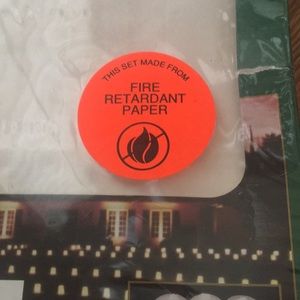 THIS SET MADE FROM
FIRE
RETARDANT
PAPER